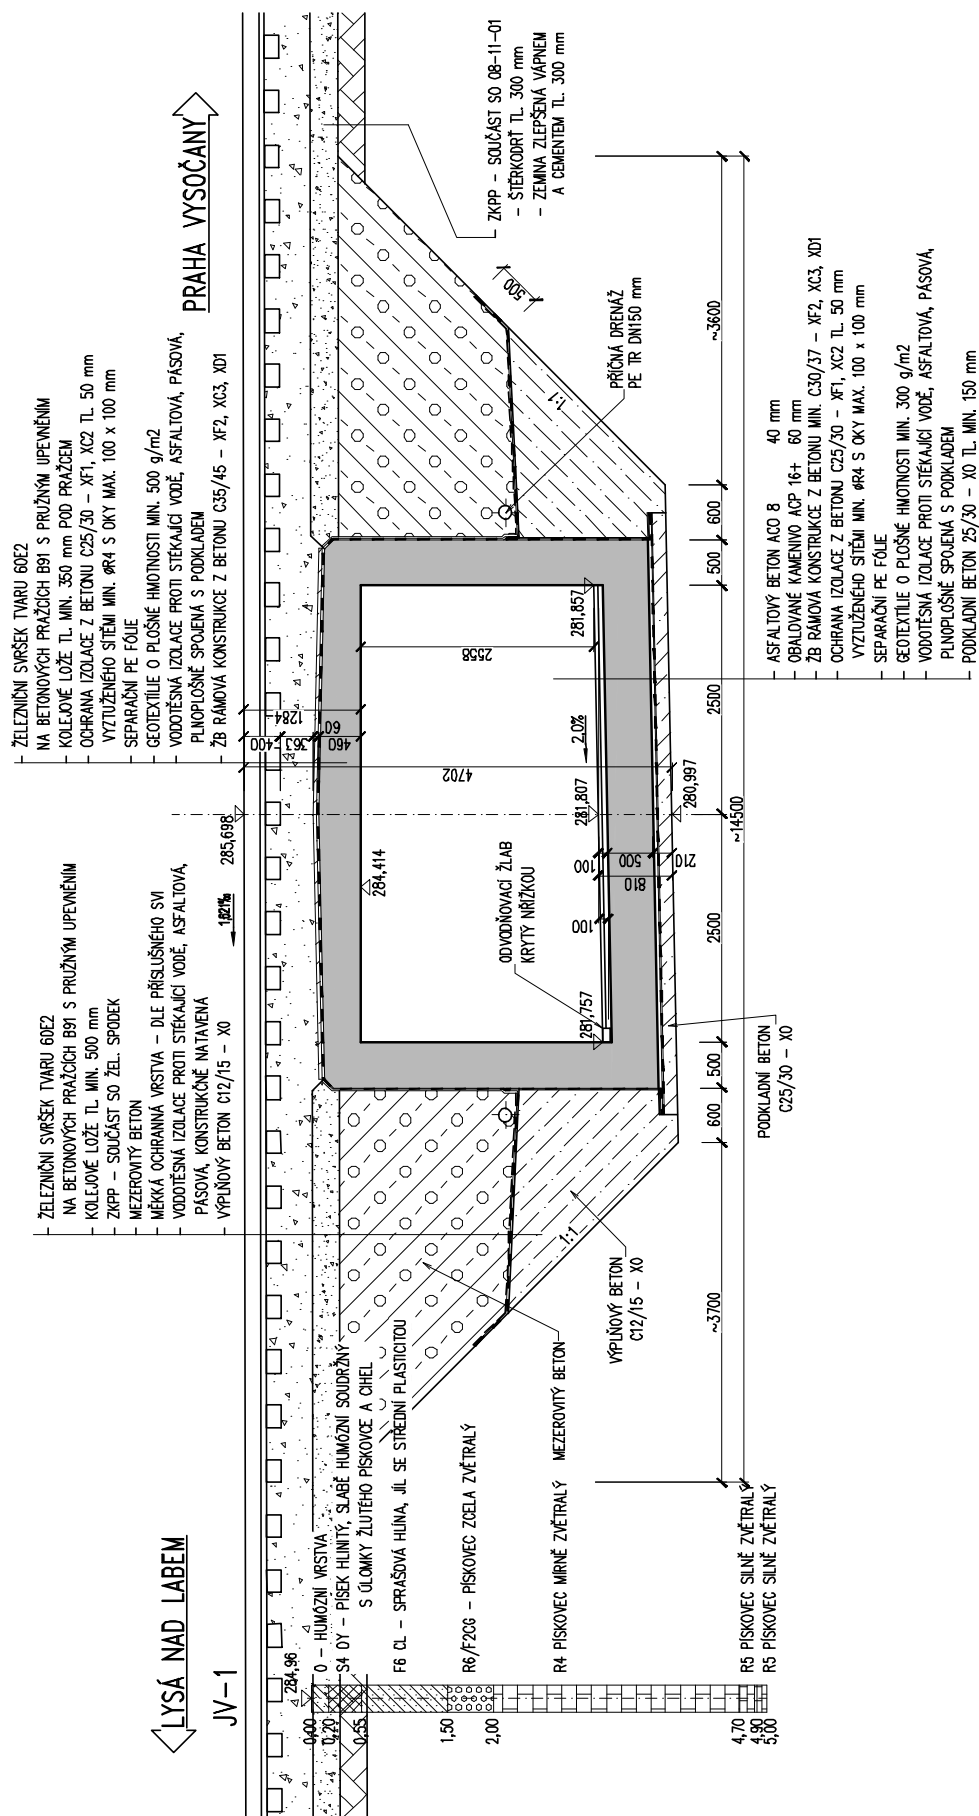 LYSÁ NAD LABEM
PRAHA VYSOČANY
JV-1
ŽELEZNIČNÍ SVRŠEK TVARU 60E2
NA BETONOVÝCH PRAŽCÍCH B91 S PRUŽNÝM UPEVNĚNÍM
KOLEJOVÉ LOŽE TL. MIN. 500 mm
ZKPP - SOUČÁST SO ŽEL. SPODEK
MEZEROVITÝ BETON
MĚKKÁ OCHRANNÁ VRSTVA - DLE PŘÍSLUŠNÉHO SVI
VODOTĚSNÁ IZOLACE PROTI STÉKAJÍCÍ VODĚ, ASFALTOVÁ,
PÁSOVÁ, KONSTRUKČNĚ NATAVENÁ
VÝPLŇOVÝ BETON C12/15 - X0
ŽELEZNIČNÍ SVRŠEK TVARU 60E2
NA BETONOVÝCH PRAŽCÍCH B91 S PRUŽNÝM UPEVNĚNÍM
KOLEJOVÉ LOŽE TL. MIN. 350 mm POD PRAŽCEM
OCHRANA IZOLACE Z BETONU C25/30 - XF1, XC2 TL. 50 mm
VYZTUŽENÉHO SÍTĚMI MIN. øR4 S OKY MAX. 100 x 100 mm
SEPARAČNÍ PE FÓLIE
GEOTEXTÍLIE O PLOŠNÉ HMOTNOSTI MIN. 500 g/m2
VODOTĚSNÁ IZOLACE PROTI STÉKAJÍCÍ VODĚ, ASFALTOVÁ, PÁSOVÁ,
PLNOPLOŠNĚ SPOJENÁ S PODKLADEM
ŽB RÁMOVÁ KONSTRUKCE Z BETONU C35/45 - XF2, XC3, XD1
ZKPP - SOUČÁST SO 08-11-01
- ŠTĚRKODRŤ TL. 300 mm
- ZEMINA ZLEPŠENÁ VÁPNEM
A CEMENTEM TL. 300 mm
285,698
1,621‰
1284
400
363
60
460
4702
284,414
2558
281,857
281,807
281,757
2,0%
280,997
100
500
810
210
100
ODVODŇOVACÍ ŽLAB
KRYTÝ MŘÍŽKOU
PŘÍČNÁ DRENÁŽ
PE TR DN150 mm
500
1:1
1:1
MEZEROVITÝ BETON
VÝPLŇOVÝ BETON
C12/15 - X0
PODKLADNÍ BETON
C25/30 - X0
~3700
600
500
2500
2500
500
600
~3600
~14500
ASFALTOVÝ BETON ACO 8 40 mm
OBALOVANÉ KAMENIVO ACP 16+ 60 mm
ŽB RÁMOVÁ KONSTRUKCE Z BETONU MIN. C30/37 - XF2, XC3, XD1
OCHRANA IZOLACE Z BETONU C25/30 - XF1, XC2 TL. 50 mm
VYZTUŽENÉHO SÍTĚMI MIN. øR4 S OKY MAX. 100 x 100 mm
SEPARAČNÍ PE FÓLIE
GEOTEXTÍLIE O PLOŠNÉ HMOTNOSTI MIN. 300 g/m2
VODOTĚSNÁ IZOLACE PROTI STÉKAJÍCÍ VODĚ, ASFALTOVÁ, PÁSOVÁ,
PLNOPLOŠNĚ SPOJENÁ S PODKLADEM
PODKLADNÍ BETON 25/30 - X0 TL. MIN. 150 mm
284,96
0,00
0,20
0,55
1,50
2,00
4,70
4,90
5,00
O - HUMÓZNÍ VRSTVA
S4 OY - PÍSEK HLINITÝ, SLABĚ HUMÓZNÍ SOUDRŽNÝ
S ÚLOMKY ŽLUTÉHO PÍSKOVCE A CIHEL
F6 CL - SPRAŠOVÁ HLÍNA, JÍL SE STŘEDNÍ PLASTICITOU
R6/F2CG - PÍSKOVEC ZCELA ZVĚTRALÝ
R4 PÍSKOVEC MÍRNĚ ZVĚTRALÝ
R5 PÍSKOVEC SILNĚ ZVĚTRALÝ
R5 PÍSKOVEC SILNĚ ZVĚTRALÝ